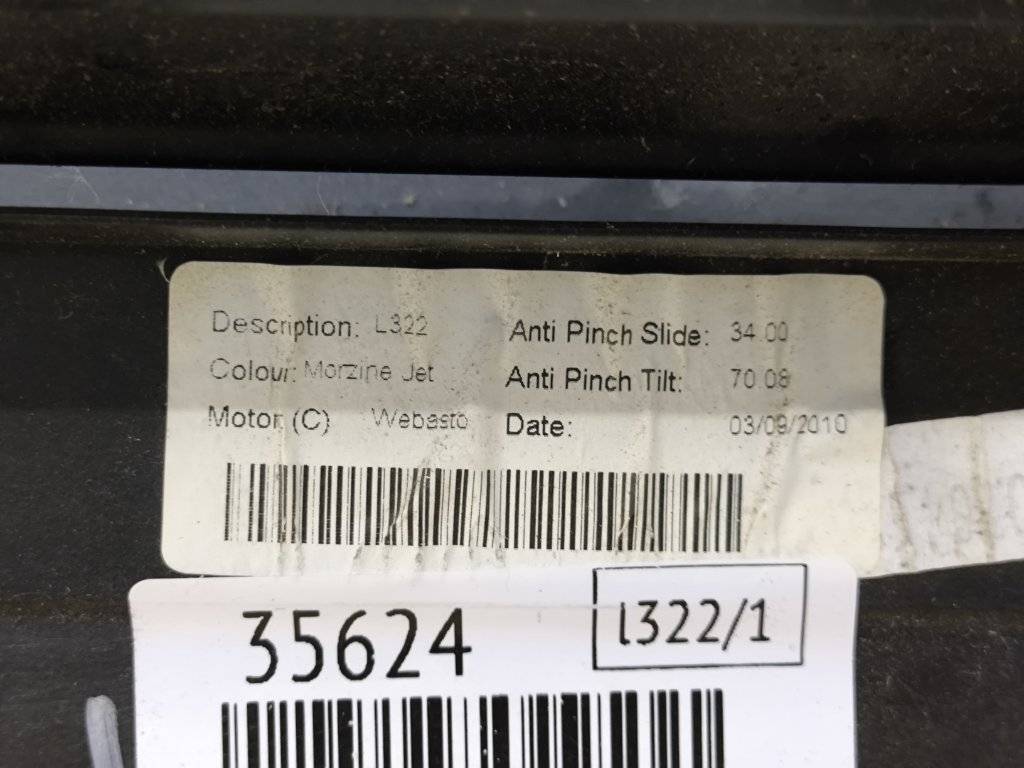 Description: L322 Anti Pinch Slide: 34.00
Colour: Morzine Jet Anti Pinch Tilt: 70.08
Motor (C) Webasto Date: 03/09/2010
35624 l322/1